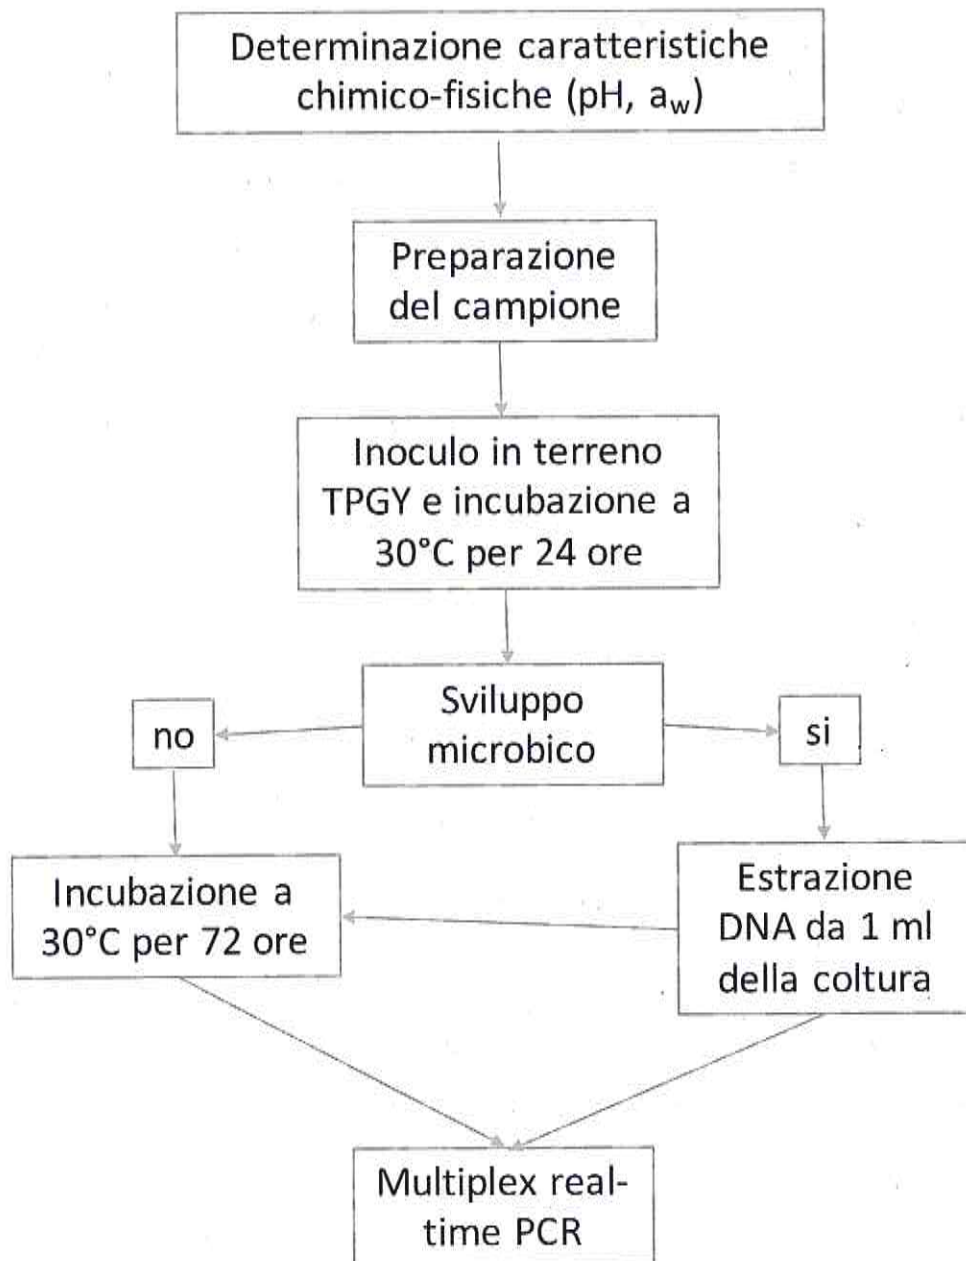 Determinazione caratteristiche
chimico-fisiche (pH, aw)
Preparazione
del campione
Inoculo in terreno
TPGY e incubazione a
30°C per 24 ore
Sviluppo
microbico
no
si
Incubazione a
30°C per 72 ore
Estrazione
DNA da 1 ml
della coltura
Multiplex real-
time PCR